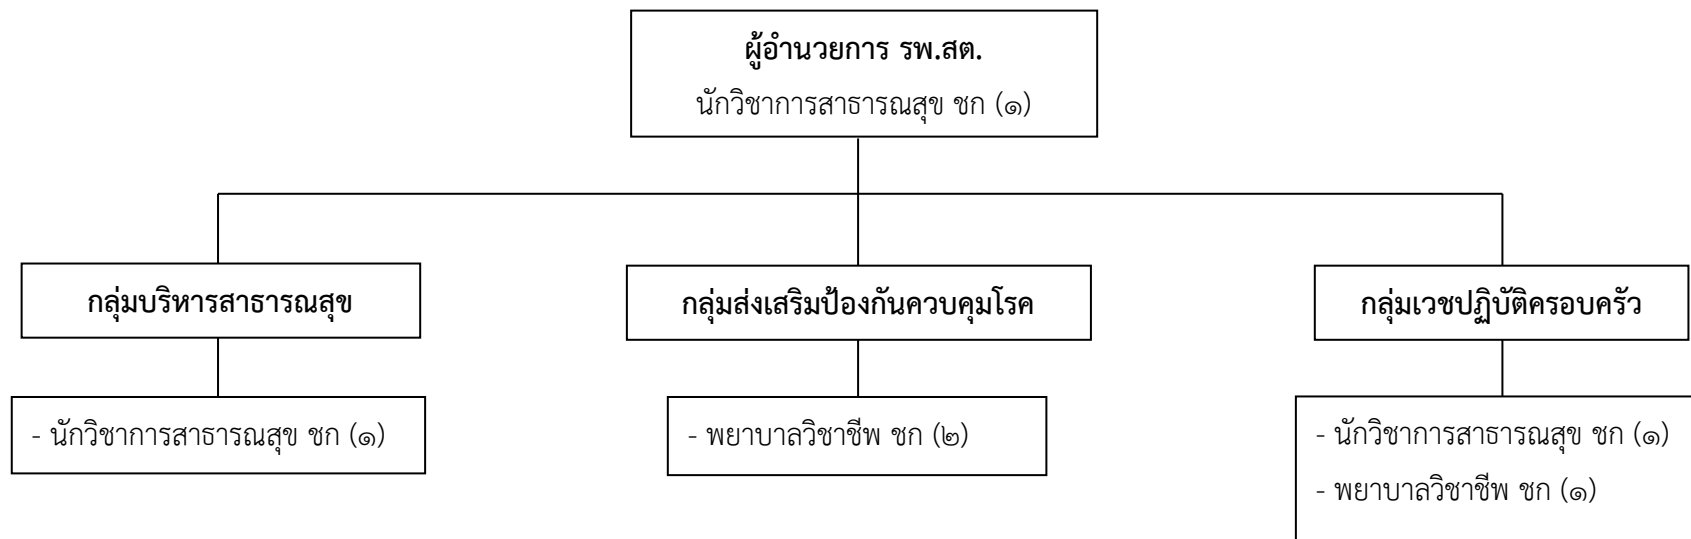 ผู้อำนวยการ รพ.สต.
นักวิชาการสาธารณสุข ชก (๑)
กลุ่มบริหารสาธารณสุข
- นักวิชาการสาธารณสุข ชก (๑)
กลุ่มส่งเสริมป้องกันควบคุมโรค
- พยาบาลวิชาชีพ ชก (๒)
กลุ่มเวชปฏิบัติครอบครัว
- นักวิชาการสาธารณสุข ชก (๑)
- พยาบาลวิชาชีพ ชก (๑)